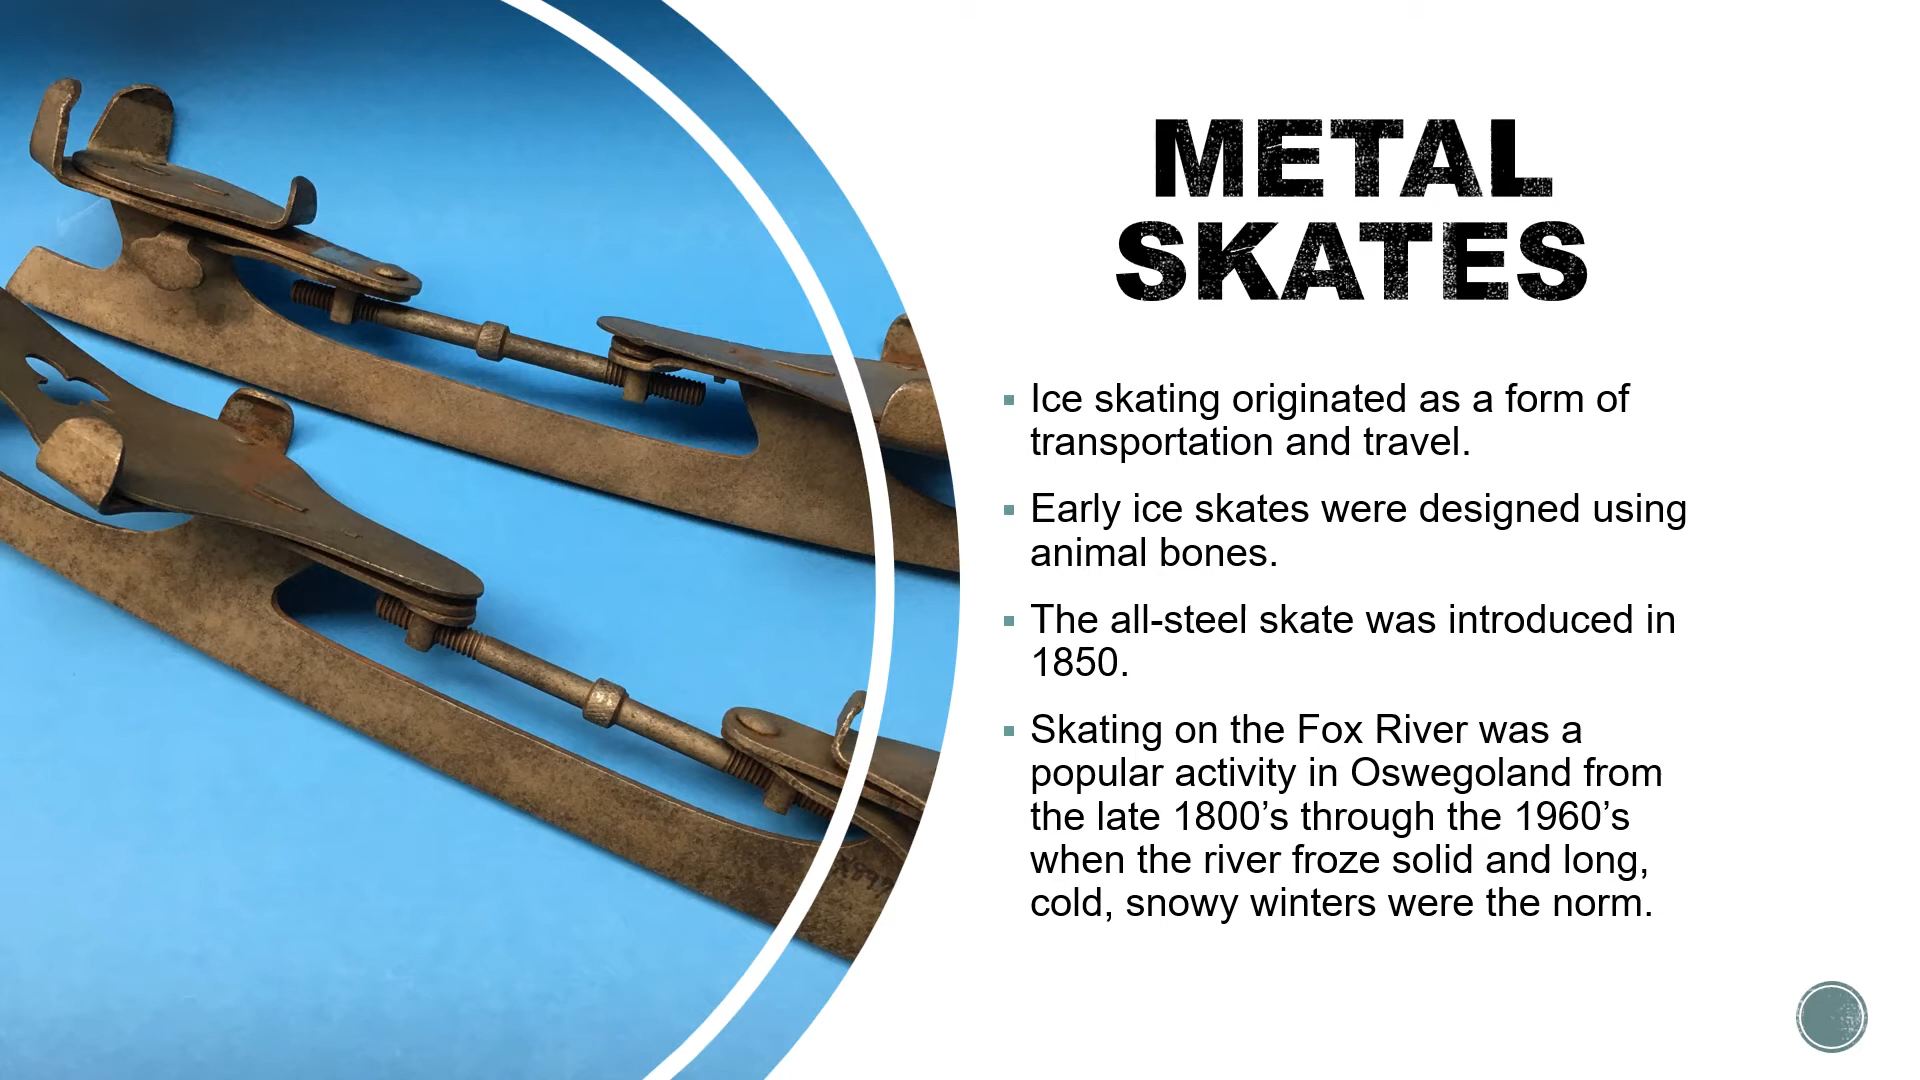 METAL
SKATES
▪ Ice skating originated as a form of
transportation and travel.
▪ Early ice skates were designed using
animal bones.
▪ The all-steel skate was introduced in
1850.
▪ Skating on the Fox River was a
popular activity in Oswegoland from
the late 1800’s through the 1960’s
when the river froze solid and long,
cold, snowy winters were the norm.